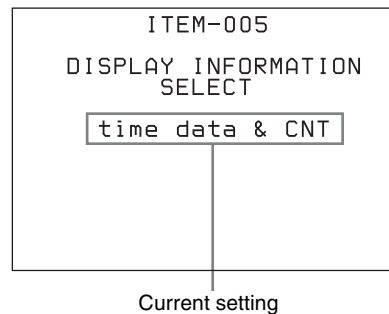 ITEM-005
DISPLAY INFORMATION
SELECT
time data & CNT
Current setting